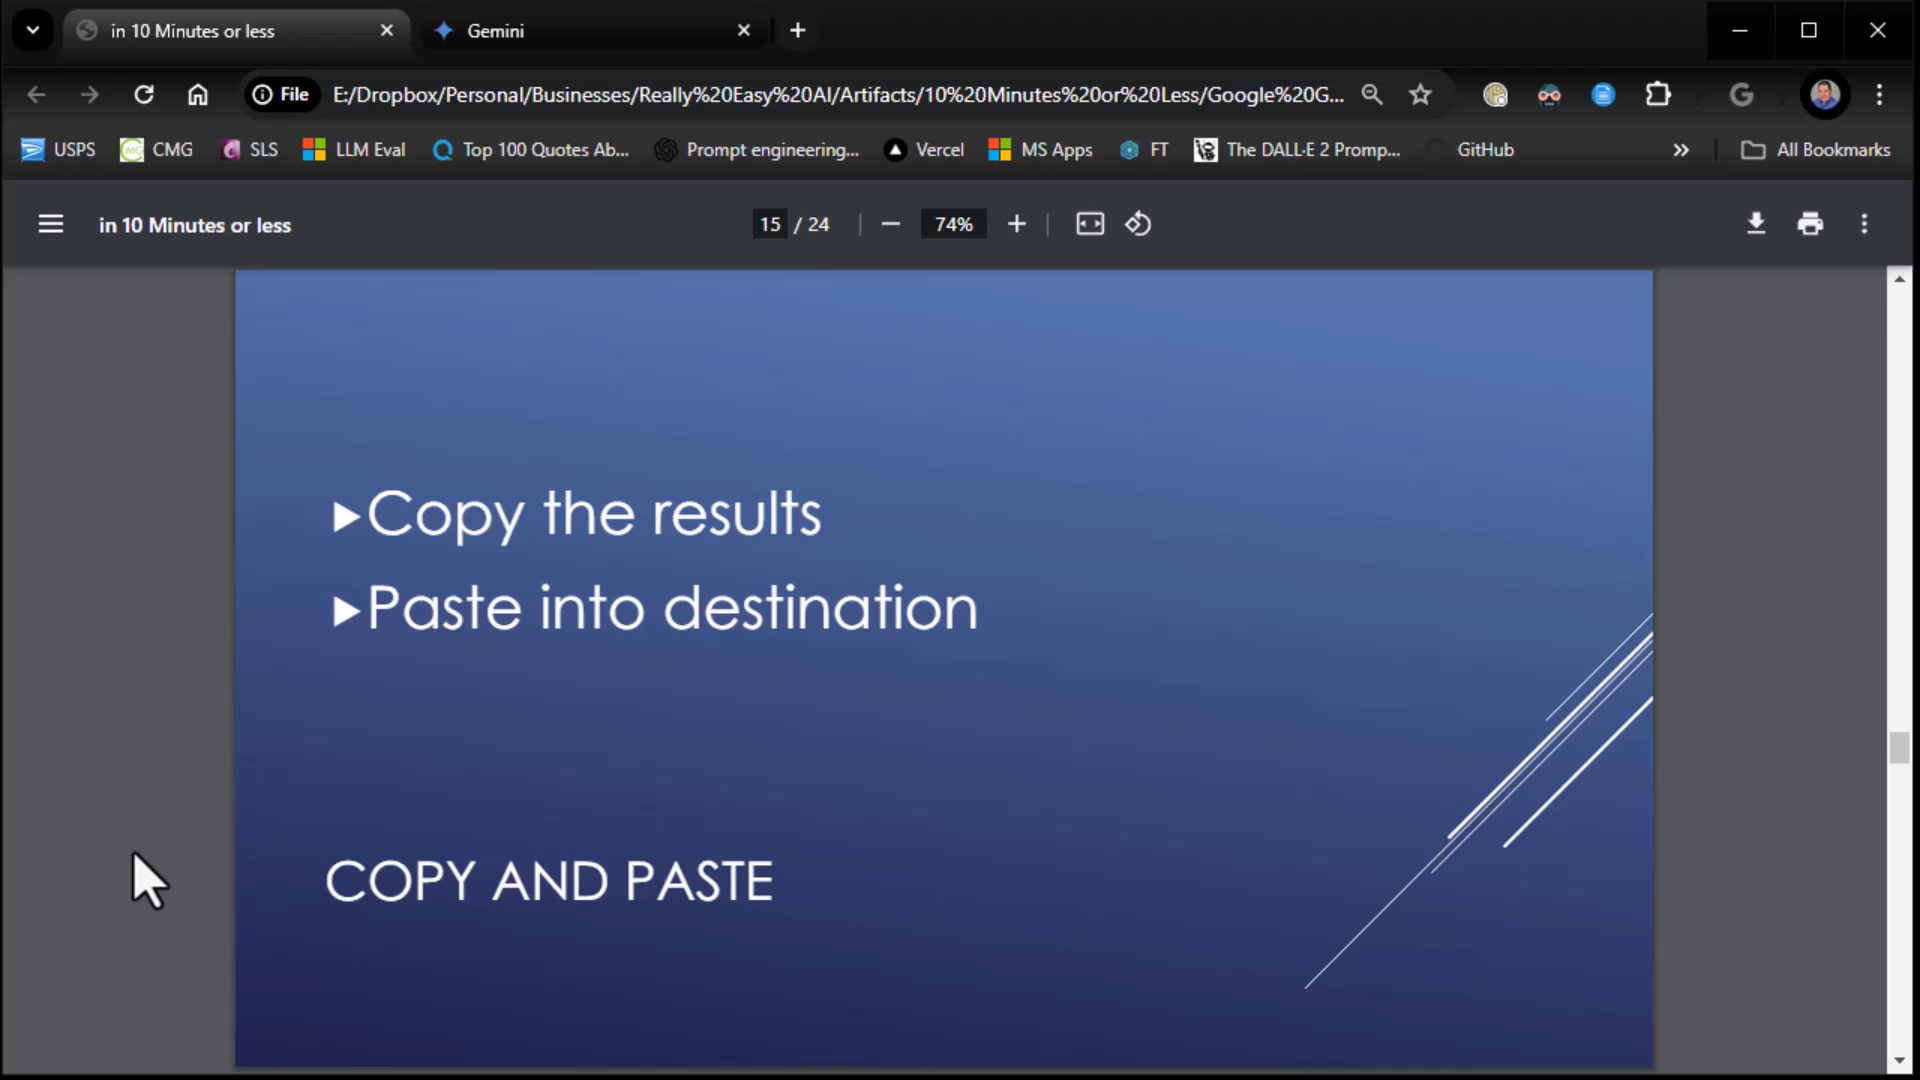 in 10 Minutes or less
Gemini
File
E:/Dropbox/Personal/Businesses/Really%20Easy%20AI/Artifacts/10%20Minutes%20or%20Less/Google%20G...
G
USPS
CMG
SLS
LLM Eval
Top 100 Quotes Ab...
Prompt engineering...
Vercel
MS Apps
FT
The DALL·E 2 Promp...
GitHub
All Bookmarks
in 10 Minutes or less
15 / 24
74%
Copy the results
Paste into destination
COPY AND PASTE